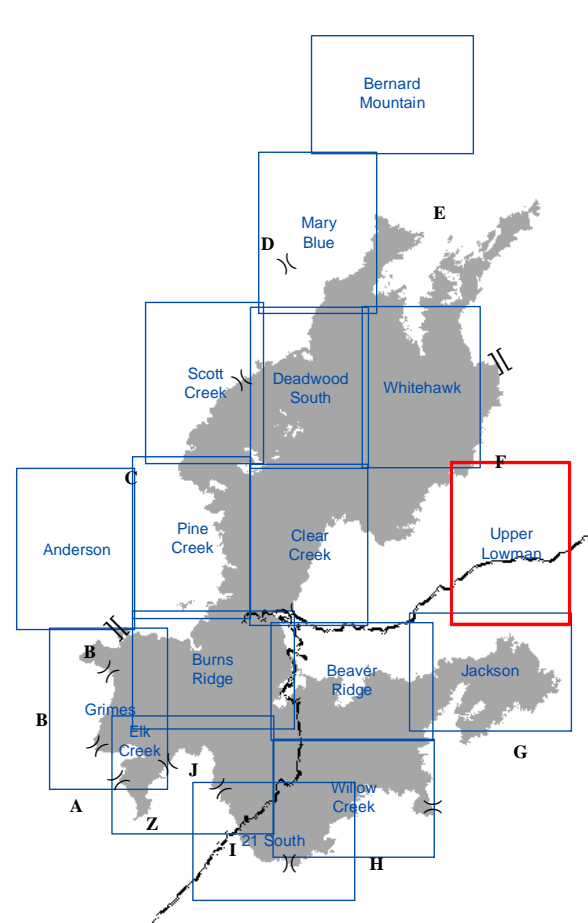 Bernard
Mountain
E
Mary
Blue
D
Scott
Creek
Deadwood
South
Whitehawk
F
C
Pine
Creek
Clear
Creek
Upper
Lowman
Anderson
B
Burns
Ridge
Beaver
Ridge
Jackson
B
Grimes
Elk
Creek
G
J
Willow
Creek
A
Z
I
21 South
H